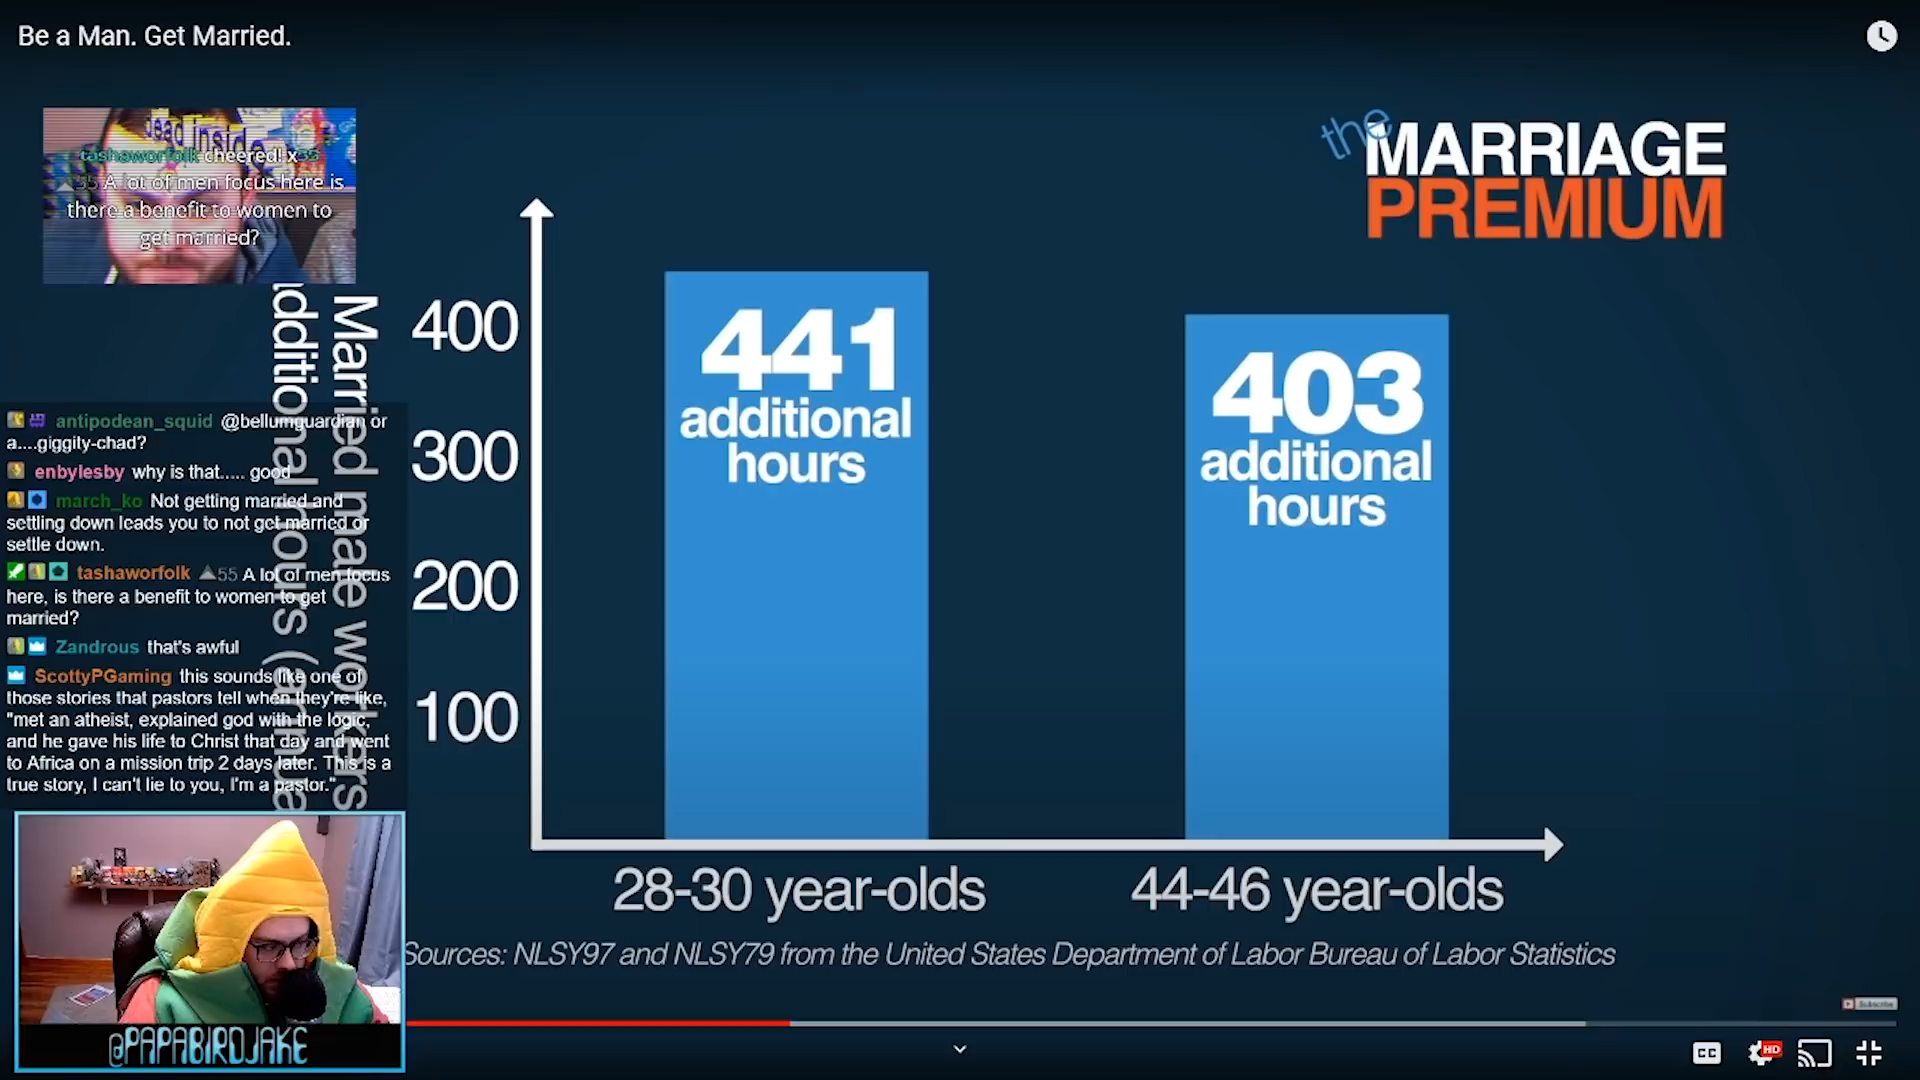 Be a Man. Get Married.
dead inside
tashaworfolk cheered! x55
55 A lot of men focus here is
there a benefit to women to
get married?
the
MARRIAGE
PREMIUM
Married male workers
additional hours (annua
400
300
200
100
441
additional
hours
403
additional
hours
28-30 year-olds
44-46 year-olds
Sources: NLSY97 and NLSY79 from the United States Department of Labor Bureau of Labor Statistics
antipodean_squid @bellumguardian or
a....giggity-chad?
enbylesby why is that..... good
march_ko Not getting married and
settling down leads you to not get married or
settle down.
tashaworfolk 55 A lot of men focus
here, is there a benefit to women to get
married?
Zandrous that's awful
ScottyPGaming this sounds like one of
those stories that pastors tell when they're like,
"met an atheist, explained god with the logic,
and he gave his life to Christ that day and went
to Africa on a mission trip 2 days later. This is a
true story, I can't lie to you, I'm a pastor."
@PAPABIRDJAKE
Subscribe
CC
HD